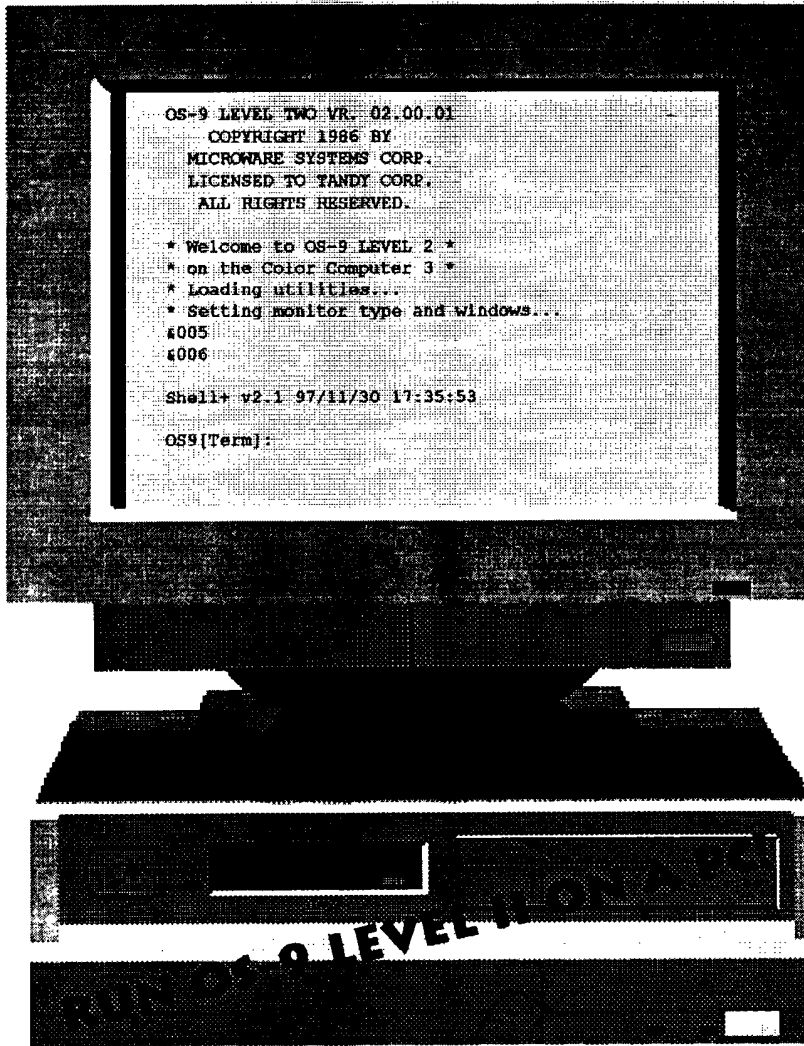 OS-9 LEVEL TWO VR. 02.00.01
COPYRIGHT 1986 BY
MICROWARE SYSTEMS CORP.
LICENSED TO TANDY CORP.
ALL RIGHTS RESERVED.
* Welcome to OS-9 LEVEL 2 *
* on the Color Computer 3 *
* Loading utilities...
* Setting monitor type and windows...
&005
&006
Shell+ v2.1 97/11/30 17:35:53
OS9[Term]:
RUN OS-9 LEVEL II ON A PC!